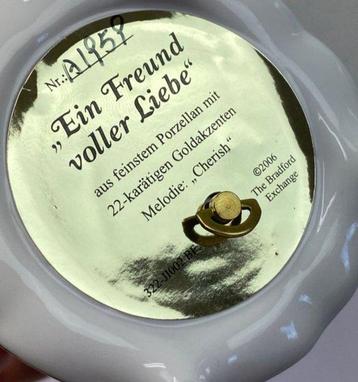 Nr.: A1959
„Ein Freund
voller Liebe“
aus feinstem Porzellan mit
22-karätigen Goldakzenten
Melodie: „Cherish“
©2006
The Bradford
Exchange